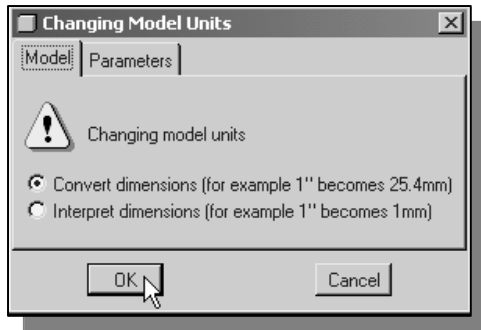 Changing Model Units
Model Parameters
Changing model units
Convert dimensions (for example 1" becomes 25.4mm)
Interpret dimensions (for example 1" becomes 1mm)
OK Cancel